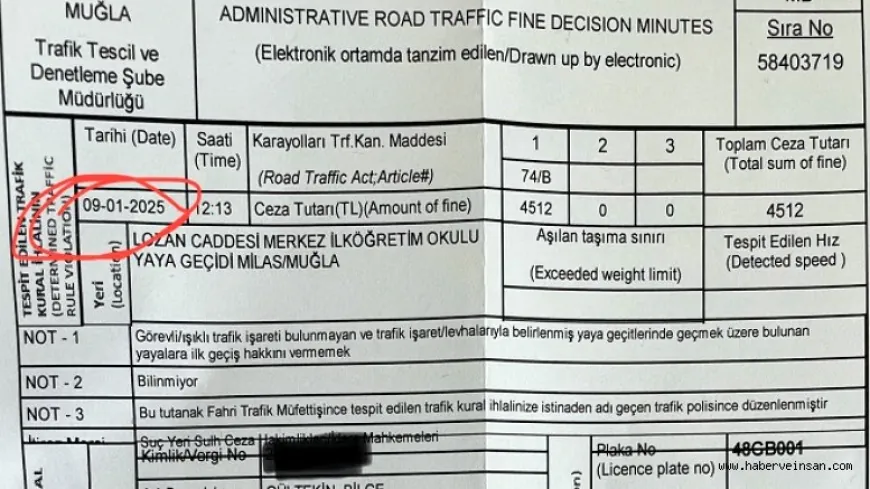 MUĞLA
Trafik Tescil ve
Denetleme Şube
Müdürlüğü
ADMINISTRATIVE ROAD TRAFFIC FINE DECISION MINUTES
(Elektronik ortamda tanzim edilen/Drawn up by electronic)
Sıra No
58403719
TESPİT EDİLEN TRAFİK
KURAL İHLALİNİN
(DETERMINED TRAFFIC
RULE VIOLATION)
Tarihi (Date)
Saati
(Time)
Karayolları Trf.Kan. Maddesi
(Road Traffic Act;Article#)
1
2
3
Toplam Ceza Tutarı
(Total sum of fine)
74/B
09-01-2025
12:13
Ceza Tutarı(TL)(Amount of fine)
4512
0
0
4512
Yeri
(Location)
LOZAN CADDESİ MERKEZ İLKÖĞRETİM OKULU
YAYA GEÇİDİ MİLAS/MUĞLA
Aşılan taşıma sınırı
(Exceeded weight limit)
Tespit Edilen Hız
(Detected speed )
NOT - 1
Görevli/ışıklı trafik işareti bulunmayan ve trafik işaret/levhalarıyla belirlenmiş yaya geçitlerinde geçmek üzere bulunan
yayalara ilk geçiş hakkını vermemek
NOT - 2
Bilinmiyor
NOT - 3
Bu tutanak Fahri Trafik Müfettişince tespit edilen trafik kural ihlalinize istinaden adı geçen trafik polisince düzenlenmiştir
Suç Yeri Sulh Ceza Mahkemeleri
Kimlik/Vergi No
Plaka No
(Licence plate no)
48GB001
GÜLTEKİN BİLGE
www.haberveinsan.com